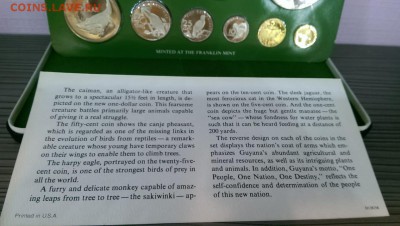 COINS.LAVE.RU
MINTED AT THE FRANKLIN MINT
The caiman, an alligator-like creature that
grows to a spectacular 15½ feet in length, is de-
picted on the new one-dollar coin. This fearsome
creature battles primarily large animals capable
of giving it a real struggle.
The fifty-cent coin shows the canje pheasant,
which is regarded as one of the missing links in
the evolution of birds from reptiles — a remark-
able creature whose young have temporary claws
on their wings to enable them to climb trees.
The harpy eagle, portrayed on the twenty-five-
cent coin, is one of the strongest birds of prey in
all the world.
A furry and delicate monkey capable of amaz-
ing leaps from tree to tree — the sakiwinki — ap-
Printed in U.S.A.
pears on the ten-cent coin. The deer jaguar, the
most ferocious cat in the Western Hemisphere,
is shown on the five-cent coin. And the one-cent
coin depicts the huge but gentle manatee — the
"sea cow" — whose fondness for water plants is
such that it can be heard feeding at a distance of
200 yards.
The reverse design on each of the coins in the
set displays the nation's coat of arms which em-
phasizes Guyana's abundant agricultural and
mineral resources, as well as its intriguing plants
and animals. In addition, Guyana's motto, "One
People, One Nation, One Destiny," reflects the
self-confidence and determination of the people
of this new nation.